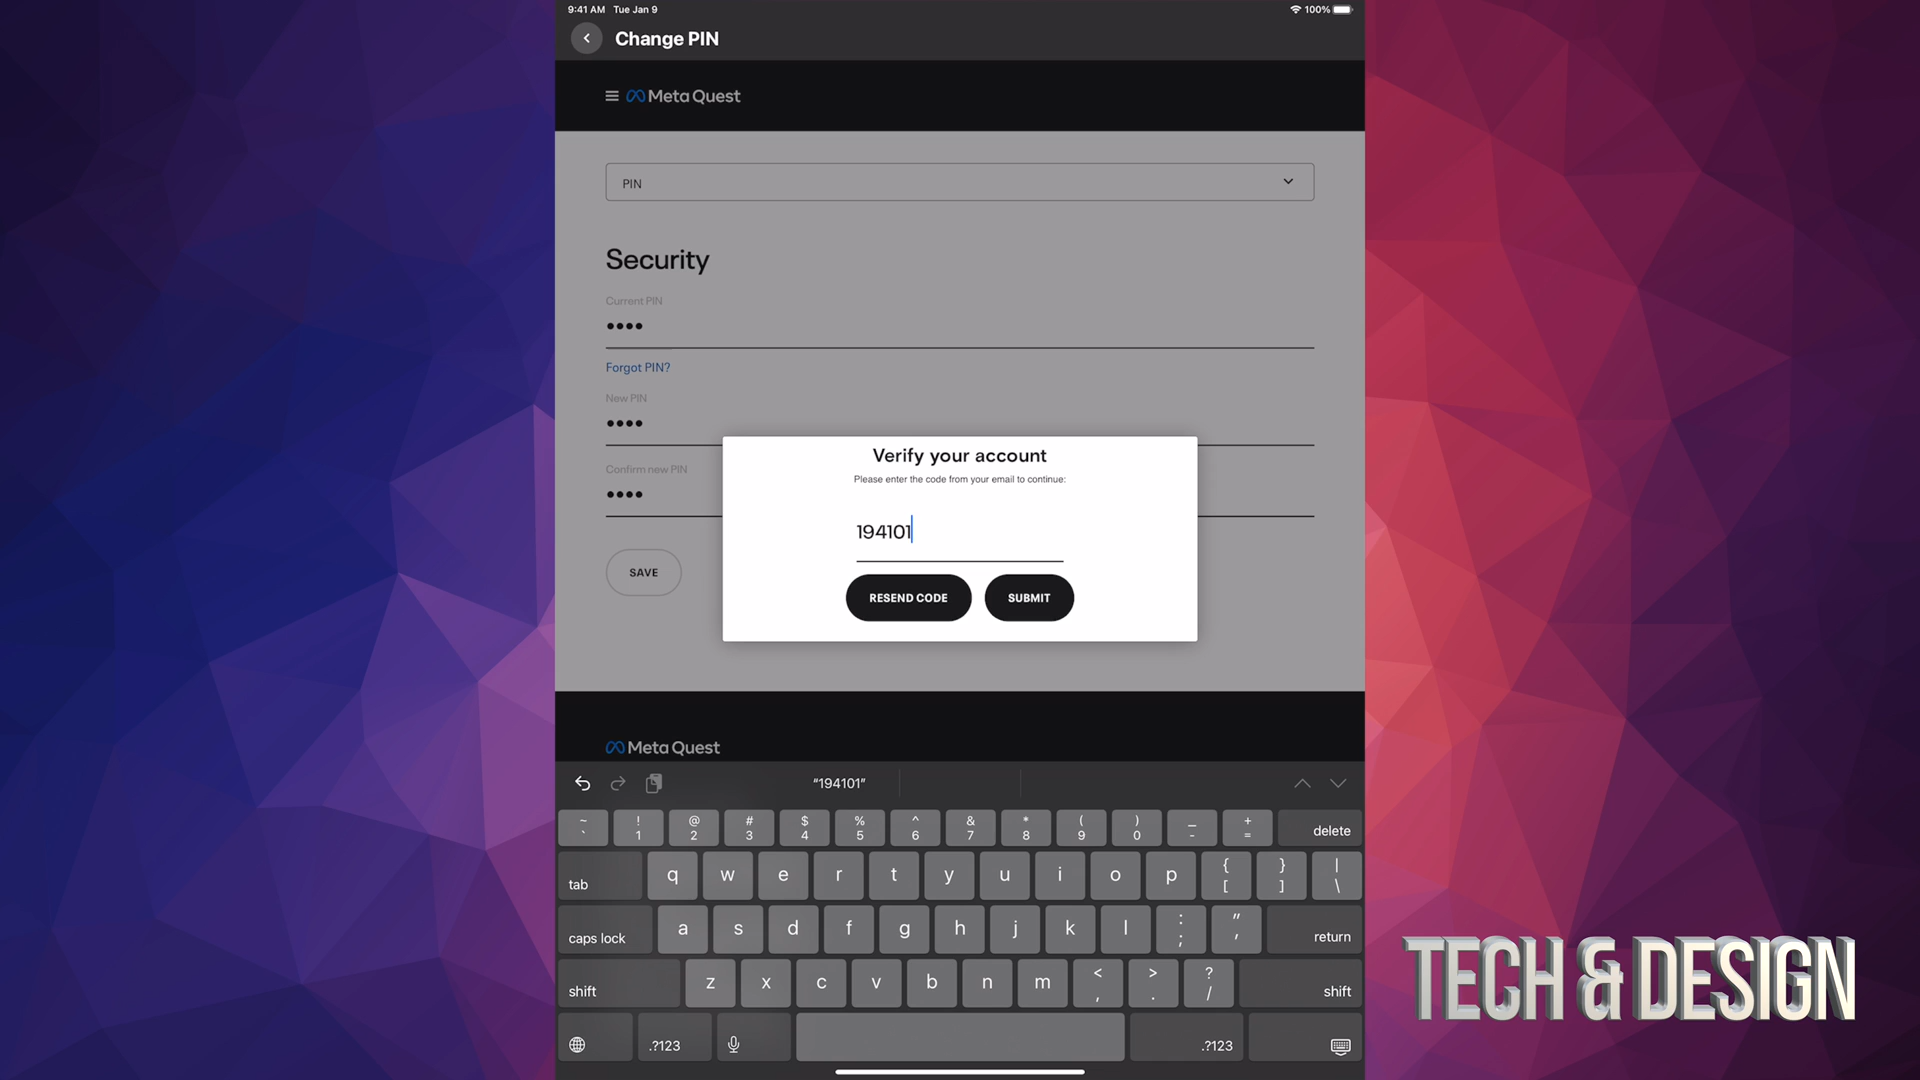 9:41 AM Tue Jan 9
100%
Change PIN
Meta Quest
PIN
Security
Current PIN
••••
Forgot PIN?
New PIN
••••
Confirm new PIN
••••
SAVE
Verify your account
Please enter the code from your email to continue:
194101
RESEND CODE SUBMIT
Meta Quest
“194101”
~ ! @ # $ % ^ & * ( ) _ +
` 1 2 3 4 5 6 7 8 9 0 - = delete
tab q w e r t y u i o p { [ } ] | \
caps lock a s d f g h j k l : ; " ' return
shift z x c v b n m < , > . ? / shift
.?123 .?123
TECH & DESIGN